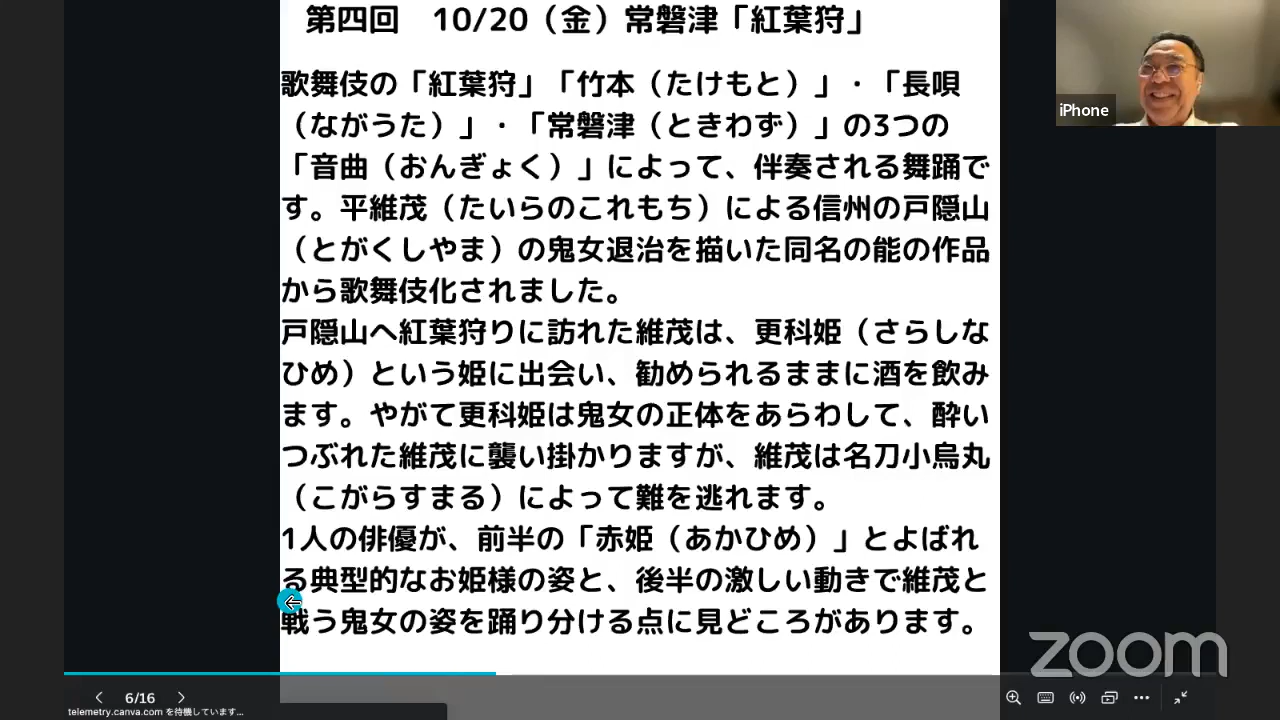 第四回 10/20（金）常磐津「紅葉狩」
歌舞伎の「紅葉狩」「竹本（たけもと）」・「長唄
（ながうた）」・「常磐津（ときわず）」の3つの
「音曲（おんぎょく）」によって、伴奏される舞踊で
す。平維茂（たいらのこれもち）による信州の戸隠山
（とがくしやま）の鬼女退治を描いた同名の能の作品
から歌舞伎化されました。
戸隠山へ紅葉狩りに訪れた維茂は、更科姫（さらしな
ひめ）という姫に出会い、勧められるままに酒を飲み
ます。やがて更科姫は鬼女の正体をあらわして、酔い
つぶれた維茂に襲い掛かりますが、維茂は名刀小烏丸
（こがらすまる）によって難を逃れます。
1人の俳優が、前半の「赤姫（あかひめ）」とよばれ
る典型的なお姫様の姿と、後半の激しい動きで維茂と
戦う鬼女の姿を踊り分ける点に見どころがあります。
iPhone
zoom
6/16
telemetry.canva.com を待機しています...